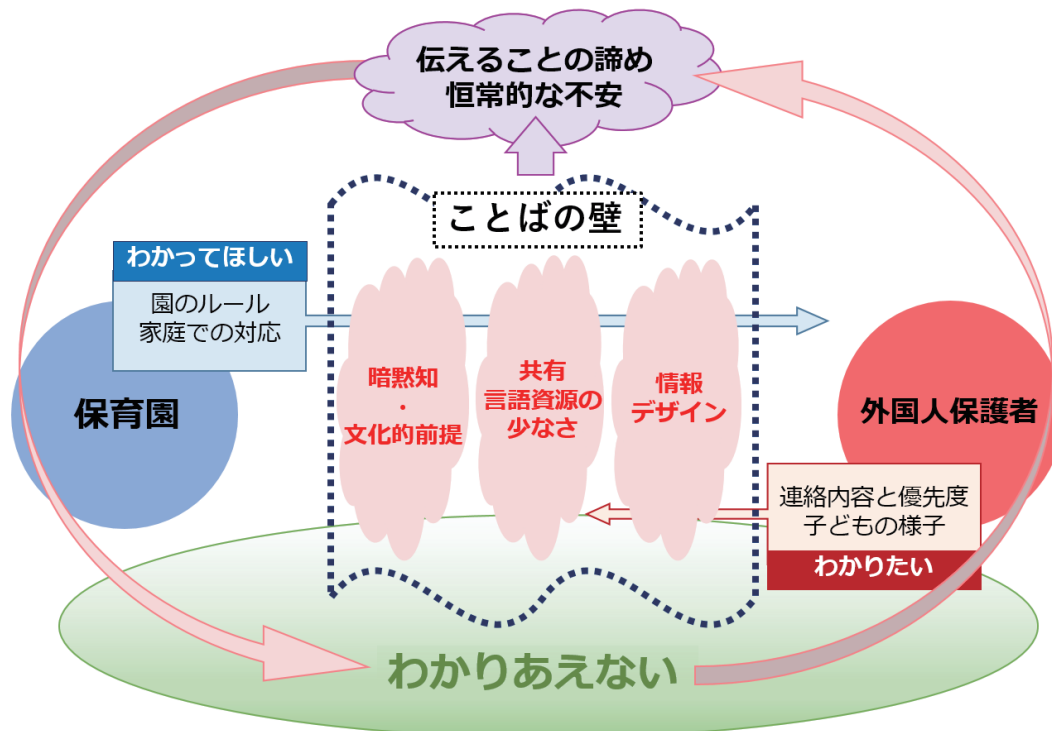 伝えることの諦め
恒常的な不安
ことばの壁
わかってほしい
園のルール
家庭での対応
保育園
暗黙知
・
文化的前提
共有
言語資源の
少なさ
情報
デザイン
外国人保護者
連絡内容と優先度
子どもの様子
わかりたい
わかりあえない